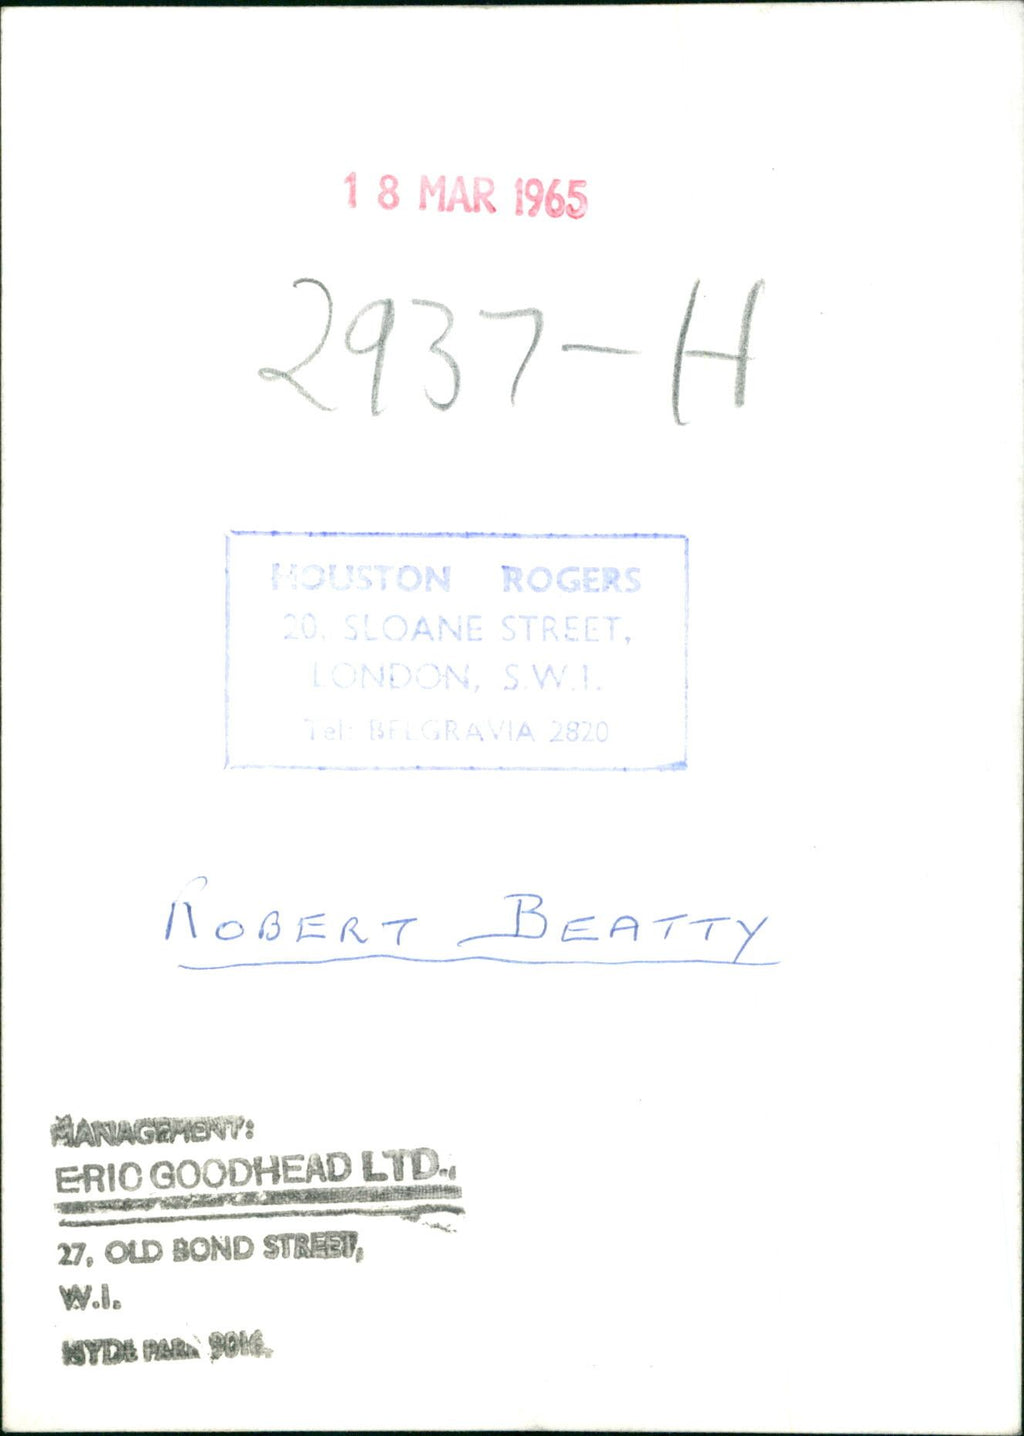 18 MAR 1965
2937-H
HOUSTON ROGERS
20, SLOANE STREET,
LONDON, S.W.1.
Tel: BELGRAVIA 2820
ROBERT BEATTY
MANAGEMENT:
ERIC GOODHEAD LTD.,
27, OLD BOND STREET,
W.1.
HYDE PARK